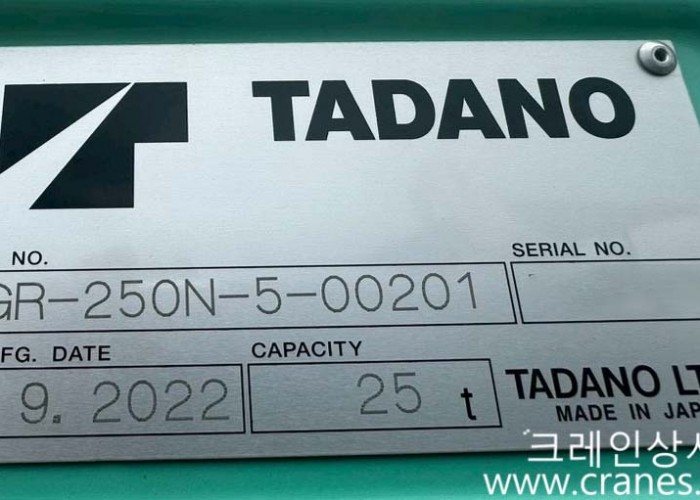 TADANO
NO.
SERIAL NO.
GR-250N-5-00201
FG. DATE
CAPACITY
9. 2022
25 t
TADANO LT
MADE IN JAP
크레인상사
www.cranes.